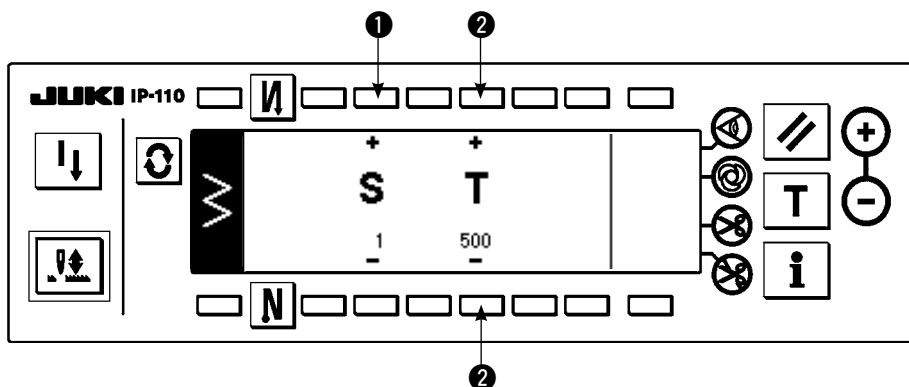 ❶ ❷
JUKI IP-110
+ +
S T
1 500
− −
T
i
+
−
❷